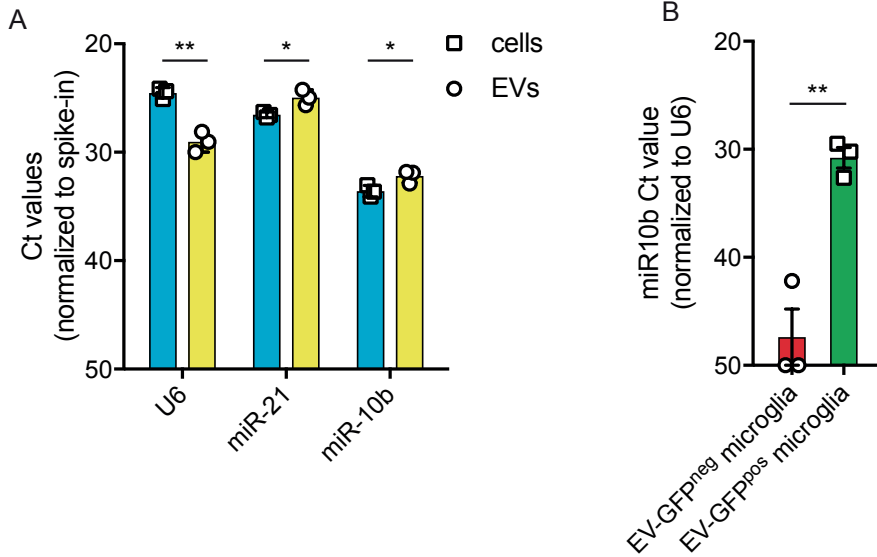 A
Ct values
(normalized to spike-in)
20
30
40
50
**
*
*
cells
EVs
U6
miR-21
miR-10b
B
miR10b Ct value
(normalized to U6)
20
30
30
50
**
EV-GFPneg microglia
EV-GFPpos microglia